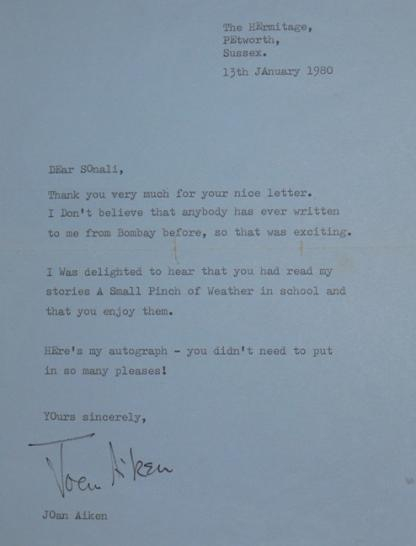 The HErmitage,
PEtworth,
Sussex.
13th JAnuary 1980
DEar SOnali,
Thank you very much for your nice letter.
I Don't believe that anybody has ever written
to me from Bombay before, so that was exciting.
I Was delighted to hear that you had read my
stories A Small Pinch of Weather in school and
that you enjoy them.
HEre's my autograph - you didn't need to put
in so many pleases!
YOurs sincerely,
Joan Aiken
JOan Aiken